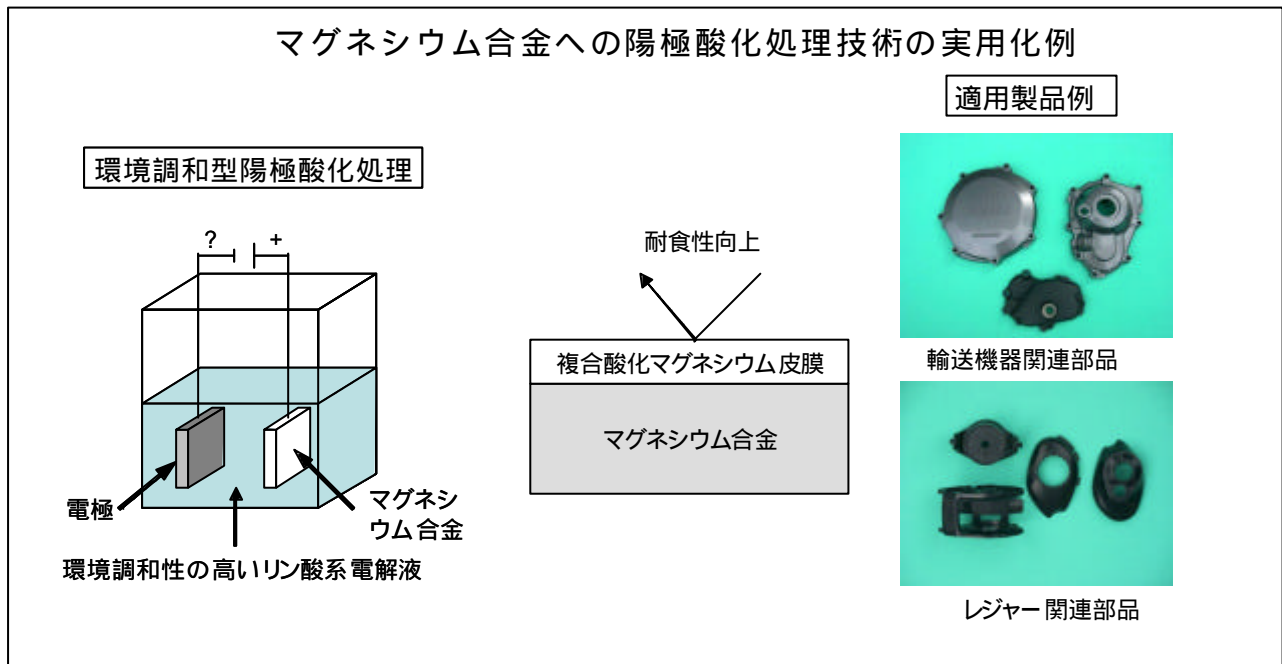 マグネシウム合金への陽極酸化処理技術の実用化例
適用製品例
環境調和型陽極酸化処理
?
+
耐食性向上
複合酸化マグネシウム皮膜
マグネシウム合金
電極
マグネシ
ウム合金
環境調和性の高いリン酸系電解液
輸送機器関連部品
レジャー関連部品